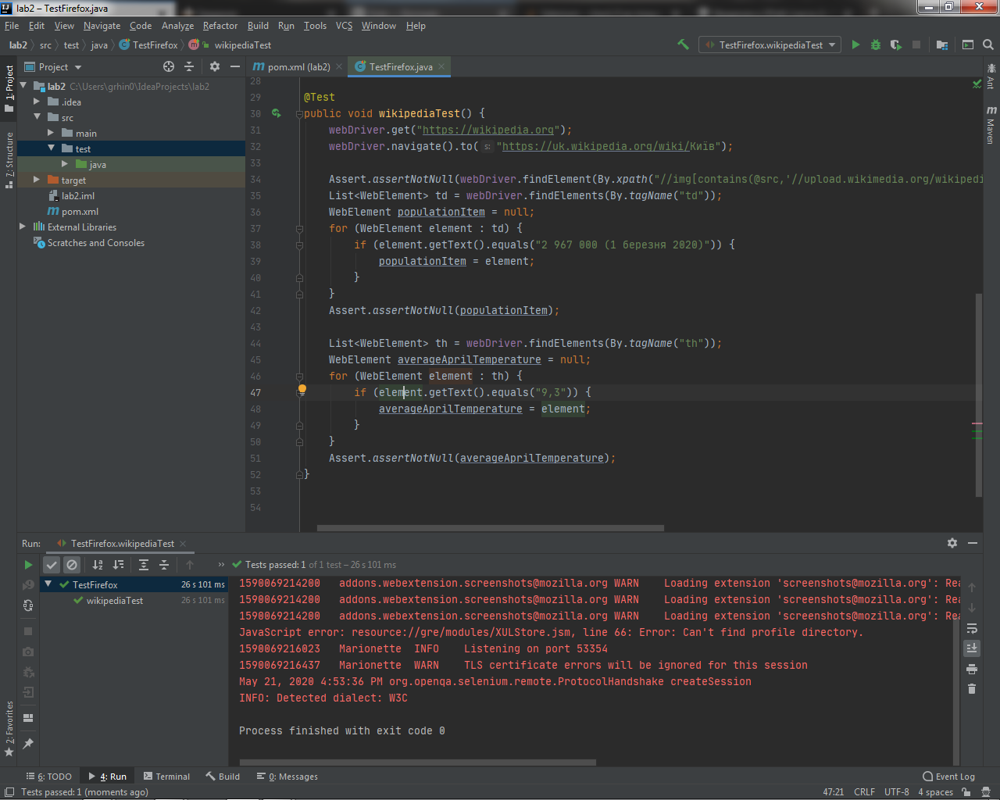 lab2 – TestFirefox.java
File Edit View Navigate Code Analyze Refactor Build Run Tools VCS Window Help
lab2 src test java TestFirefox wikipediaTest TestFirefox.wikipediaTest
1: Project
7: Structure
2: Favorites
Project
lab2 C:\Users\grhin0\IdeaProjects\lab2
.idea
src
main
test
java
target
lab2.iml
pom.xml
External Libraries
Scratches and Consoles
pom.xml (lab2) TestFirefox.java
28
29 @Test
30 public void wikipediaTest() {
31 webDriver.get("https://wikipedia.org");
32 webDriver.navigate().to( s: "https://uk.wikipedia.org/wiki/Київ");
33
34 Assert.assertNotNull(webDriver.findElement(By.xpath("//img[contains(@src,'//upload.wikimedia.org/wikiped
35 List<WebElement> td = webDriver.findElements(By.tagName("td"));
36 WebElement populationItem = null;
37 for (WebElement element : td) {
38 if (element.getText().equals("2 967 000 (1 березня 2020)")) {
39 populationItem = element;
40 }
41 }
42 Assert.assertNotNull(populationItem);
43
44 List<WebElement> th = webDriver.findElements(By.tagName("th"));
45 WebElement averageAprilTemperature = null;
46 for (WebElement element : th) {
47 if (element.getText().equals("9,3")) {
48 averageAprilTemperature = element;
49 }
50 }
51 Assert.assertNotNull(averageAprilTemperature);
52 }
53
54
Ant
Maven
Run: TestFirefox.wikipediaTest
Tests passed: 1 of 1 test – 26 s 101 ms
TestFirefox 26 s 101 ms
wikipediaTest 26 s 101 ms
1590069214200 addons.webextension.screenshots@mozilla.org WARN Loading extension 'screenshots@mozilla.org': Rea
1590069214200 addons.webextension.screenshots@mozilla.org WARN Loading extension 'screenshots@mozilla.org': Rea
1590069214200 addons.webextension.screenshots@mozilla.org WARN Loading extension 'screenshots@mozilla.org': Rea
JavaScript error: resource://gre/modules/XULStore.jsm, line 66: Error: Can't find profile directory.
1590069216023 Marionette INFO Listening on port 53354
1590069216437 Marionette WARN TLS certificate errors will be ignored for this session
May 21, 2020 4:53:36 PM org.openqa.selenium.remote.ProtocolHandshake createSession
INFO: Detected dialect: W3C
Process finished with exit code 0
6: TODO 4: Run Terminal Build 0: Messages Event Log
Tests passed: 1 (moments ago) 47:21 CRLF UTF-8 4 spaces